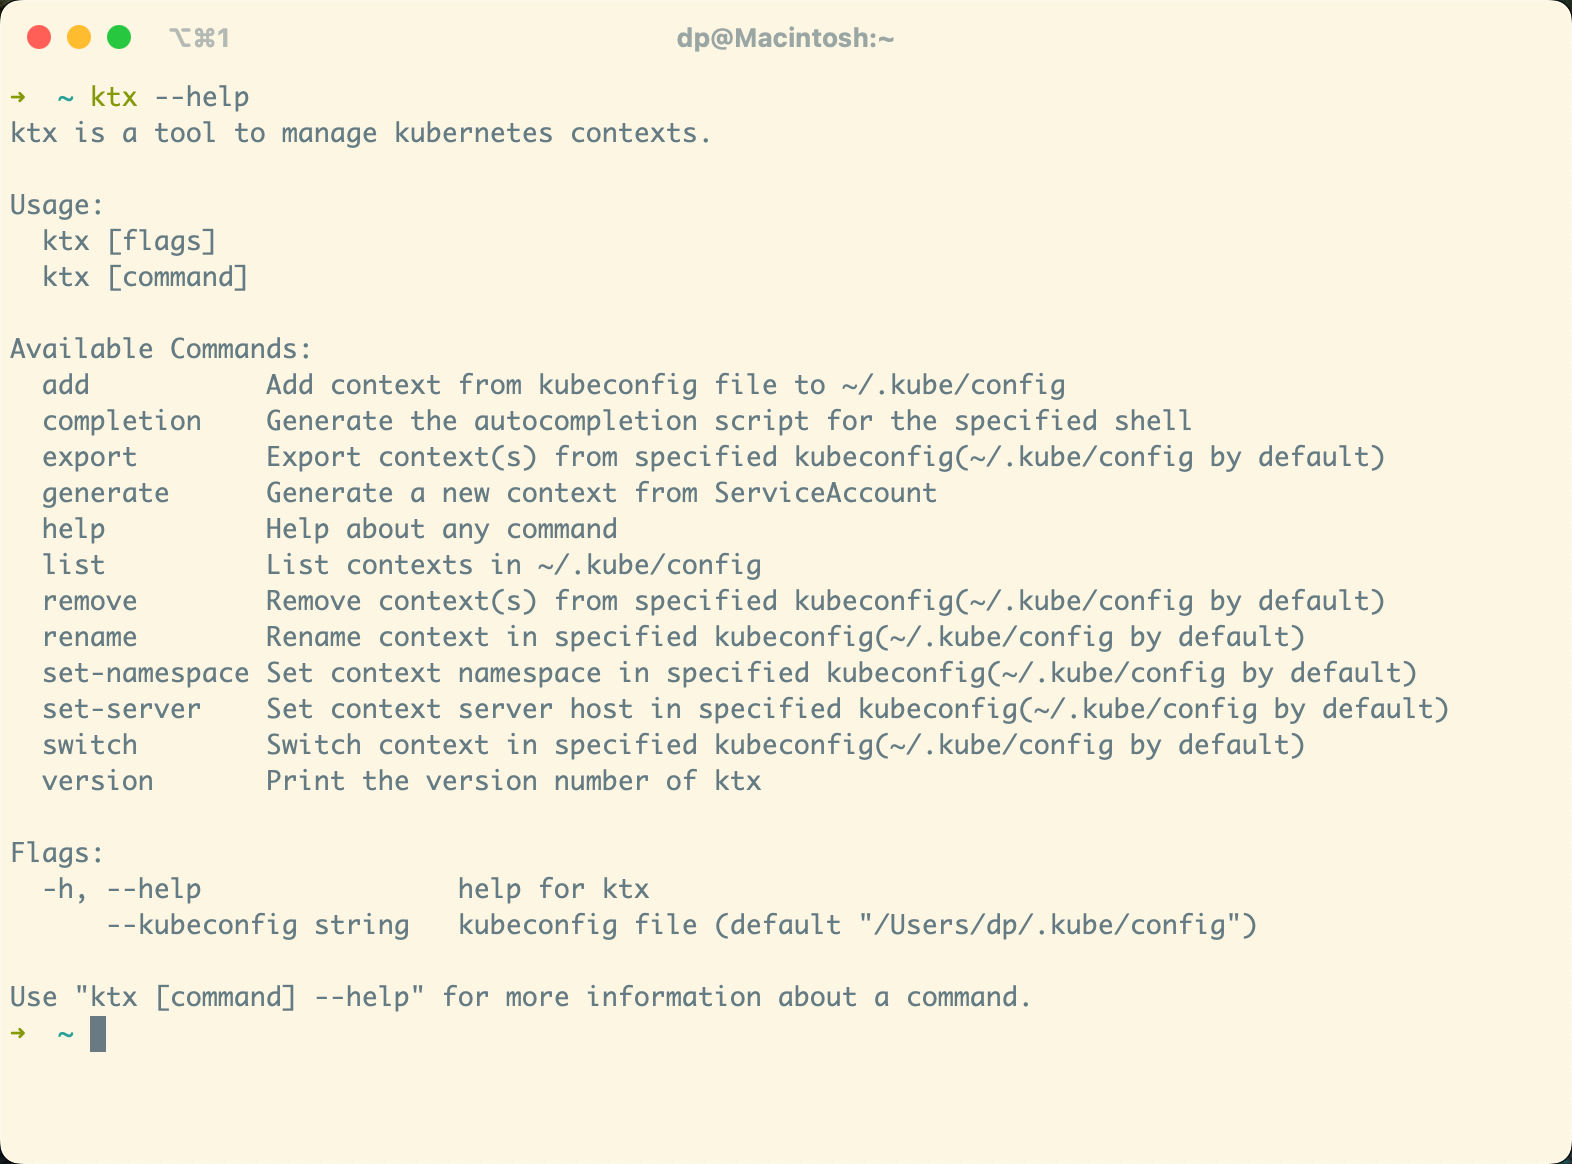 ⌥⌘1
dp@Macintosh:~
➜  ~ ktx --help
ktx is a tool to manage kubernetes contexts.

Usage:
  ktx [flags]
  ktx [command]

Available Commands:
  add           Add context from kubeconfig file to ~/.kube/config
  completion    Generate the autocompletion script for the specified shell
  export        Export context(s) from specified kubeconfig(~/.kube/config by default)
  generate      Generate a new context from ServiceAccount
  help          Help about any command
  list          List contexts in ~/.kube/config
  remove        Remove context(s) from specified kubeconfig(~/.kube/config by default)
  rename        Rename context in specified kubeconfig(~/.kube/config by default)
  set-namespace Set context namespace in specified kubeconfig(~/.kube/config by default)
  set-server    Set context server host in specified kubeconfig(~/.kube/config by default)
  switch        Switch context in specified kubeconfig(~/.kube/config by default)
  version       Print the version number of ktx

Flags:
  -h, --help                help for ktx
      --kubeconfig string   kubeconfig file (default "/Users/dp/.kube/config")

Use "ktx [command] --help" for more information about a command.
➜  ~